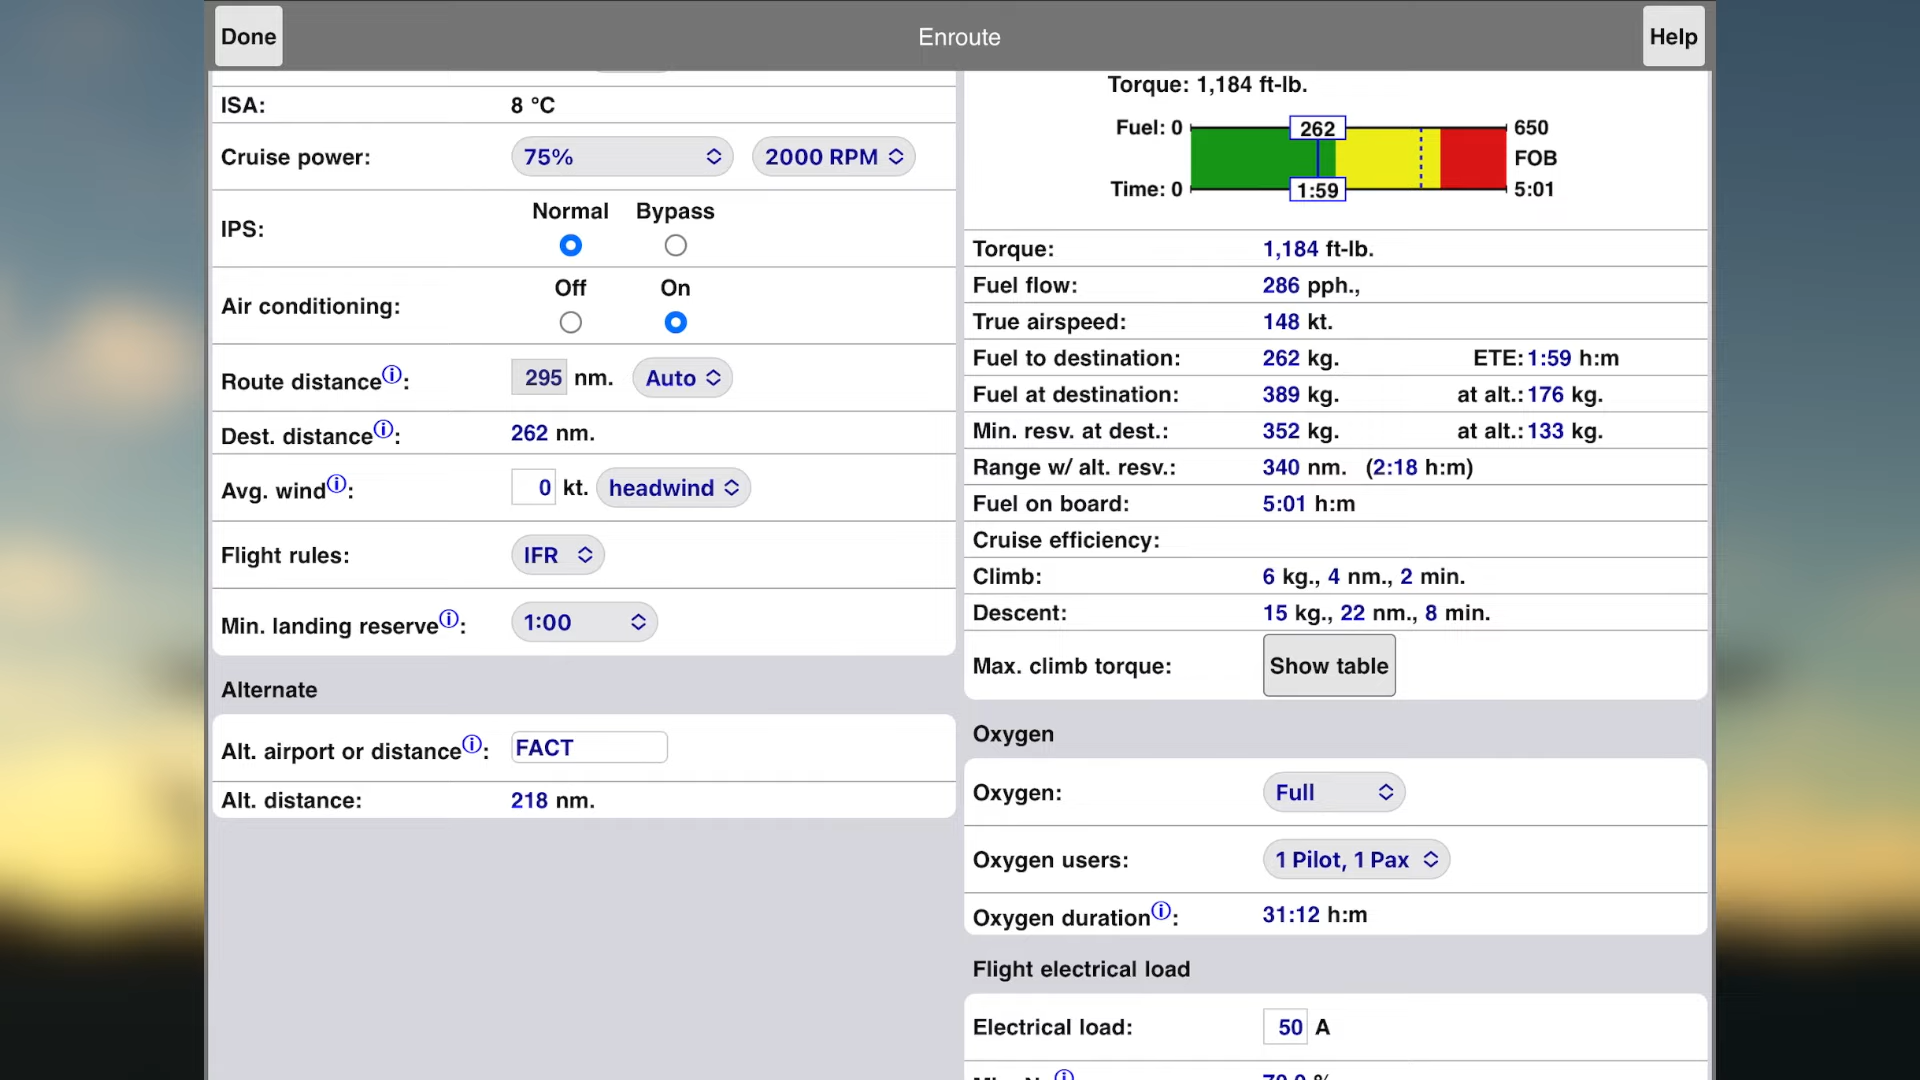 Done
Enroute
Help
ISA:
8 °C
Cruise power:
75%
2000 RPM
IPS:
Normal
Bypass
Air conditioning:
Off
On
Route distanceⓘ:
295 nm.
Auto
Dest. distanceⓘ:
262 nm.
Avg. windⓘ:
0 kt.
headwind
Flight rules:
IFR
Min. landing reserveⓘ:
1:00
Alternate
Alt. airport or distanceⓘ:
FACT
Alt. distance:
218 nm.
Torque: 1,184 ft-lb.
Fuel: 0
262
650
FOB
Time: 0
1:59
5:01
Torque:
1,184 ft-lb.
Fuel flow:
286 pph.,
True airspeed:
148 kt.
Fuel to destination:
262 kg.
ETE: 1:59 h:m
Fuel at destination:
389 kg.
at alt.: 176 kg.
Min. resv. at dest.:
352 kg.
at alt.: 133 kg.
Range w/ alt. resv.:
340 nm. (2:18 h:m)
Fuel on board:
5:01 h:m
Cruise efficiency:
Climb:
6 kg., 4 nm., 2 min.
Descent:
15 kg., 22 nm., 8 min.
Max. climb torque:
Show table
Oxygen
Oxygen:
Full
Oxygen users:
1 Pilot, 1 Pax
Oxygen durationⓘ:
31:12 h:m
Flight electrical load
Electrical load:
50 A